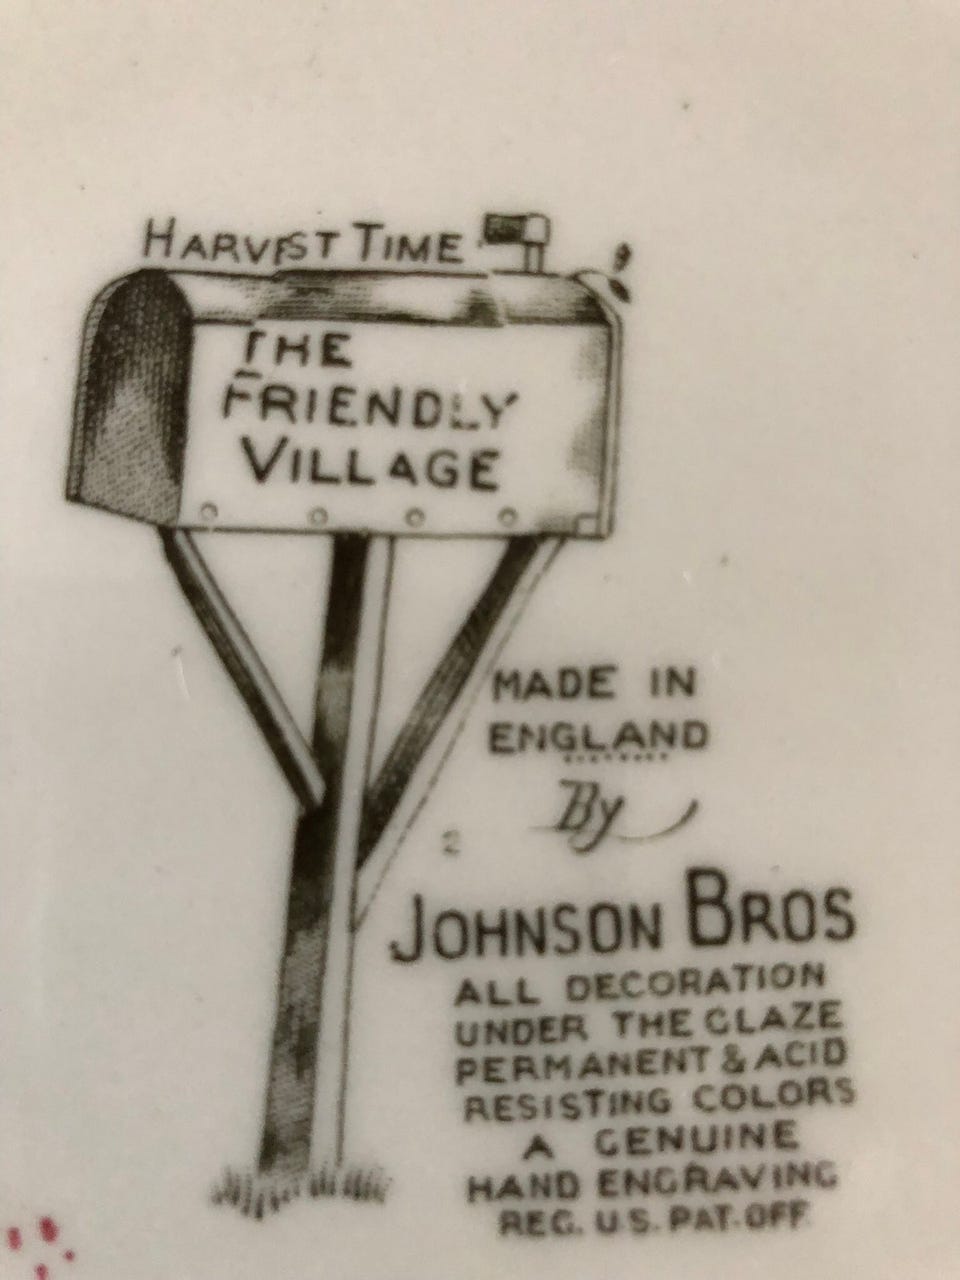 HARVEST TIME
THE
FRIENDLY
VILLAGE
MADE IN
ENGLAND
By
2
JOHNSON BROS
ALL DECORATION
UNDER THE GLAZE
PERMANENT & ACID
RESISTING COLORS
A GENUINE
HAND ENGRAVING
REG. U.S. PAT. OFF.